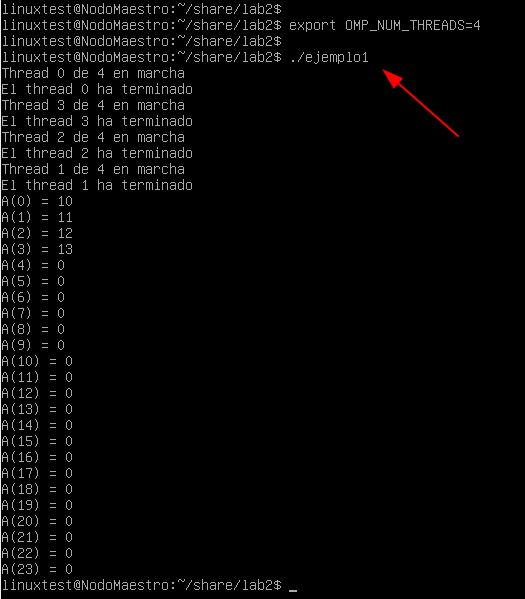 linuxtest@NodoMaestro:~/share/lab2$
linuxtest@NodoMaestro:~/share/lab2$ export OMP_NUM_THREADS=4
linuxtest@NodoMaestro:~/share/lab2$
linuxtest@NodoMaestro:~/share/lab2$ ./ejemplo1
Thread 0 de 4 en marcha
El thread 0 ha terminado
Thread 3 de 4 en marcha
El thread 3 ha terminado
Thread 2 de 4 en marcha
El thread 2 ha terminado
Thread 1 de 4 en marcha
El thread 1 ha terminado
A(0) = 10
A(1) = 11
A(2) = 12
A(3) = 13
A(4) = 0
A(5) = 0
A(6) = 0
A(7) = 0
A(8) = 0
A(9) = 0
A(10) = 0
A(11) = 0
A(12) = 0
A(13) = 0
A(14) = 0
A(15) = 0
A(16) = 0
A(17) = 0
A(18) = 0
A(19) = 0
A(20) = 0
A(21) = 0
A(22) = 0
A(23) = 0
linuxtest@NodoMaestro:~/share/lab2$ _